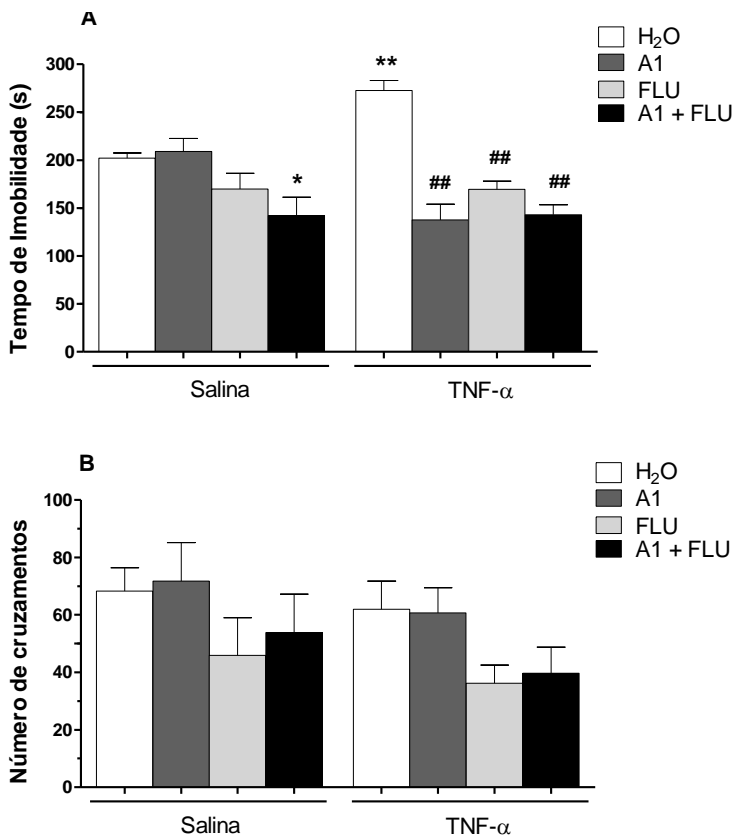 A
H₂O
A1
FLU
A1 + FLU
Tempo de Imobilidade (s)
300
250
200
150
100
50
0
*
**
##
##
##
Salina
TNF-α
B
H₂O
A1
FLU
A1 + FLU
Número de cruzamentos
100
80
60
40
20
0
Salina
TNF-α